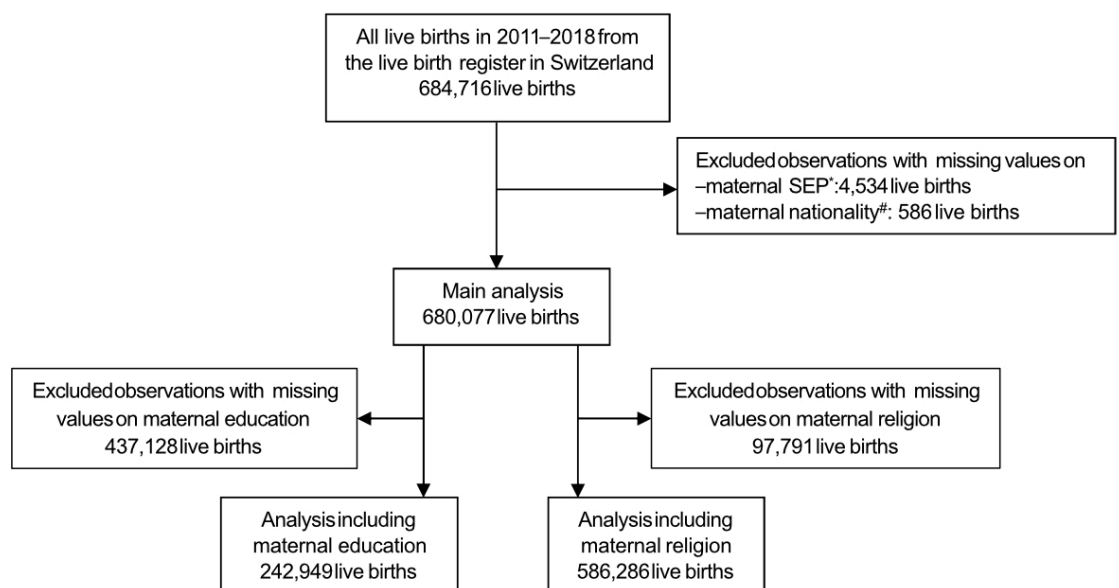 All live births in 2011–2018 from
the live birth register in Switzerland
684,716 live births
Excluded observations with missing values on
–maternal SEP*:4,534 live births
–maternal nationality#: 586 live births
Main analysis
680,077 live births
Excluded observations with missing
values on maternal education
437,128 live births
Excluded observations with missing
values on maternal religion
97,791 live births
Analysis including
maternal education
242,949 live births
Analysis including
maternal religion
586,286 live births